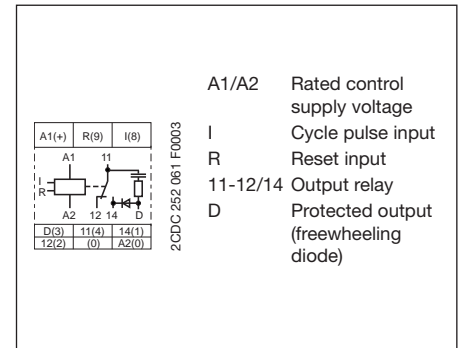 A1(+) R(9) I(8)
A1 11
I
R
A2 12 14 D
D(3) 11(4) 14(1)
12(2) (0) A2(0)
2CDC 252 061 F0003
A1/A2 Rated control
supply voltage
I Cycle pulse input
R Reset input
11-12/14 Output relay
D Protected output
(freewheeling
diode)